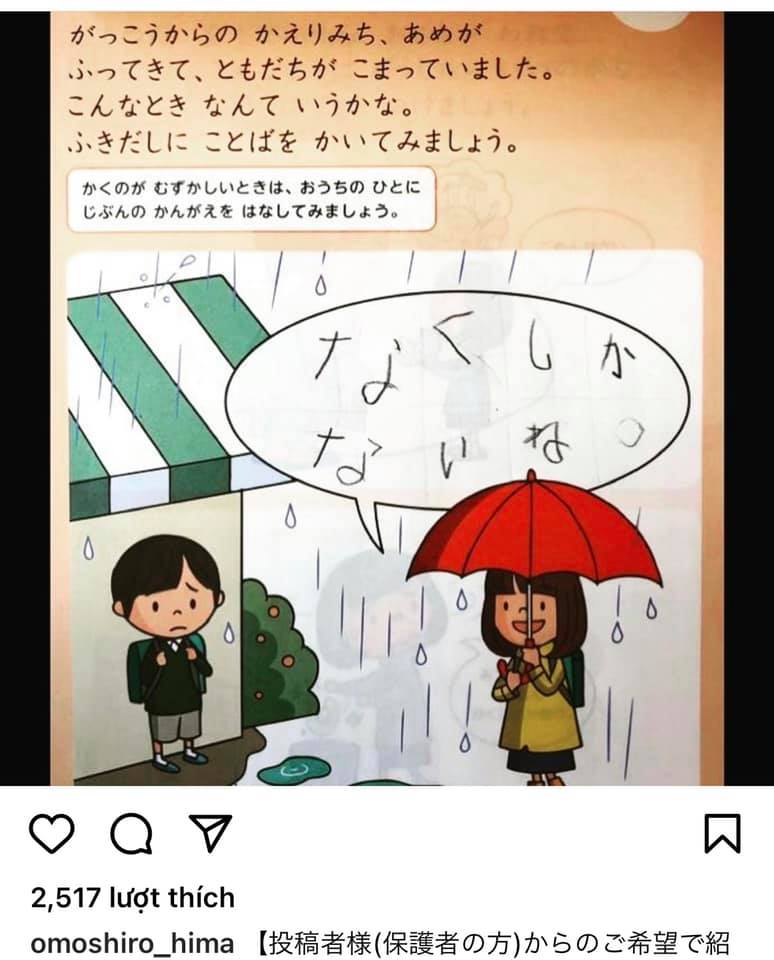 がっこうからの かえりみち、あめが
ふってきて、ともだちが こまっていました。
こんなとき なんて いうかな。
ふきだしに ことばを かいてみましょう。
かくのが むずかしいときは、おうちの ひとに
じぶんの かんがえを はなしてみましょう。
なくしか
ないね。
2,517 lượt thích
omoshiro_hima 【投稿者様(保護者の方)からのご希望で紹